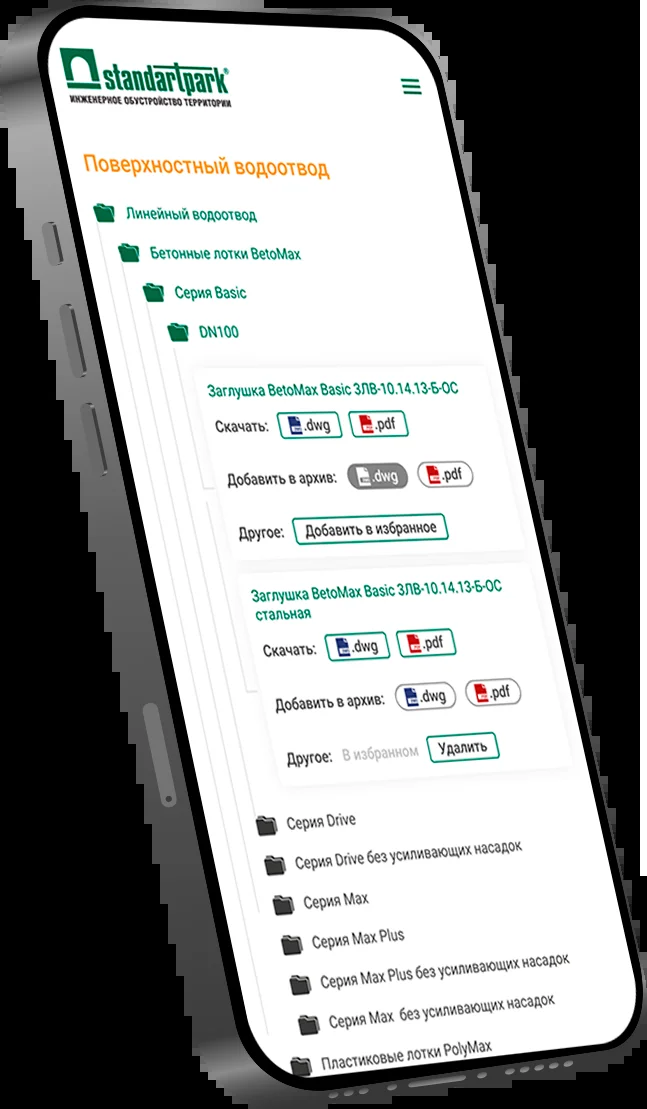 standartpark®
ИНЖЕНЕРНОЕ ОБУСТРОЙСТВО ТЕРРИТОРИИ
Поверхностный водоотвод
Линейный водоотвод
Бетонные лотки BetoMax
Серия Basic
DN100
Заглушка BetoMax Basic ЗЛВ-10.14.13-Б-ОС
Скачать: .dwg .pdf
Добавить в архив: .dwg .pdf
Другое: Добавить в избранное
Заглушка BetoMax Basic ЗЛВ-10.14.13-Б-ОС
стальная
Скачать: .dwg .pdf
Добавить в архив: .dwg .pdf
Другое: В избранном Удалить
Серия Drive
Серия Drive без усиливающих насадок
Серия Max
Серия Max Plus
Серия Max Plus без усиливающих насадок
Серия Max без усиливающих насадок
Пластиковые лотки PolyMax